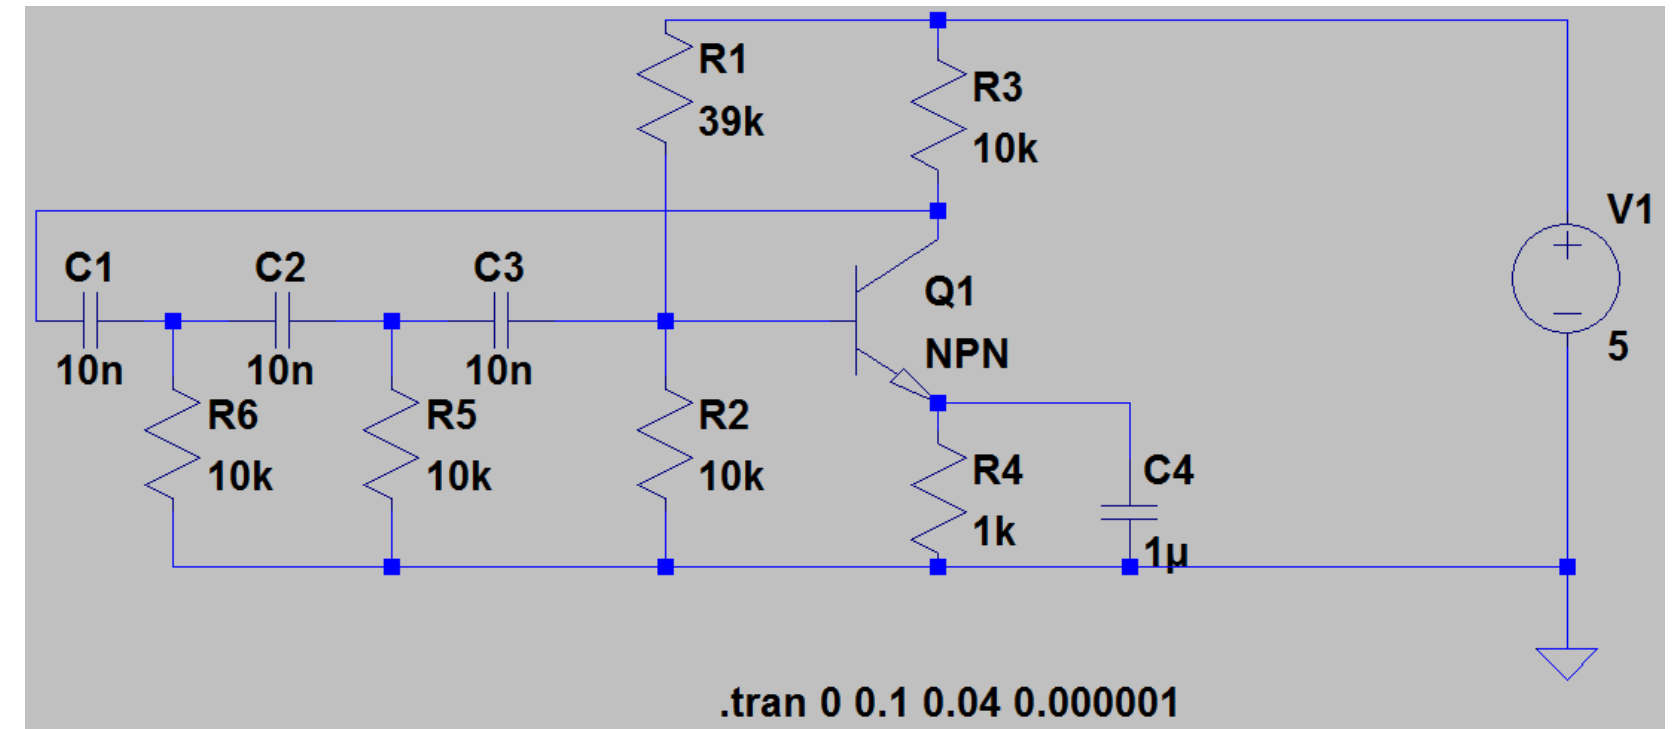 R1
39k
R3
10k
V1
+
−
5
C1
10n
C2
10n
C3
10n
Q1
NPN
R6
10k
R5
10k
R2
10k
R4
1k
C4
1µ
.tran 0 0.1 0.04 0.000001